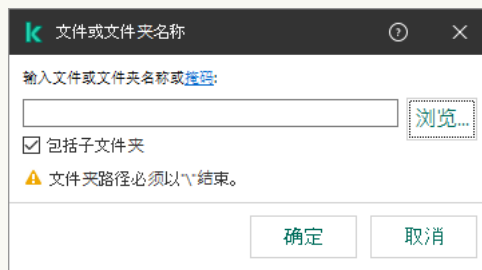 文件或文件夹名称
输入文件或文件夹名称或掩码:
浏览...
包括子文件夹
文件夹路径必须以"\"结束。
确定
取消